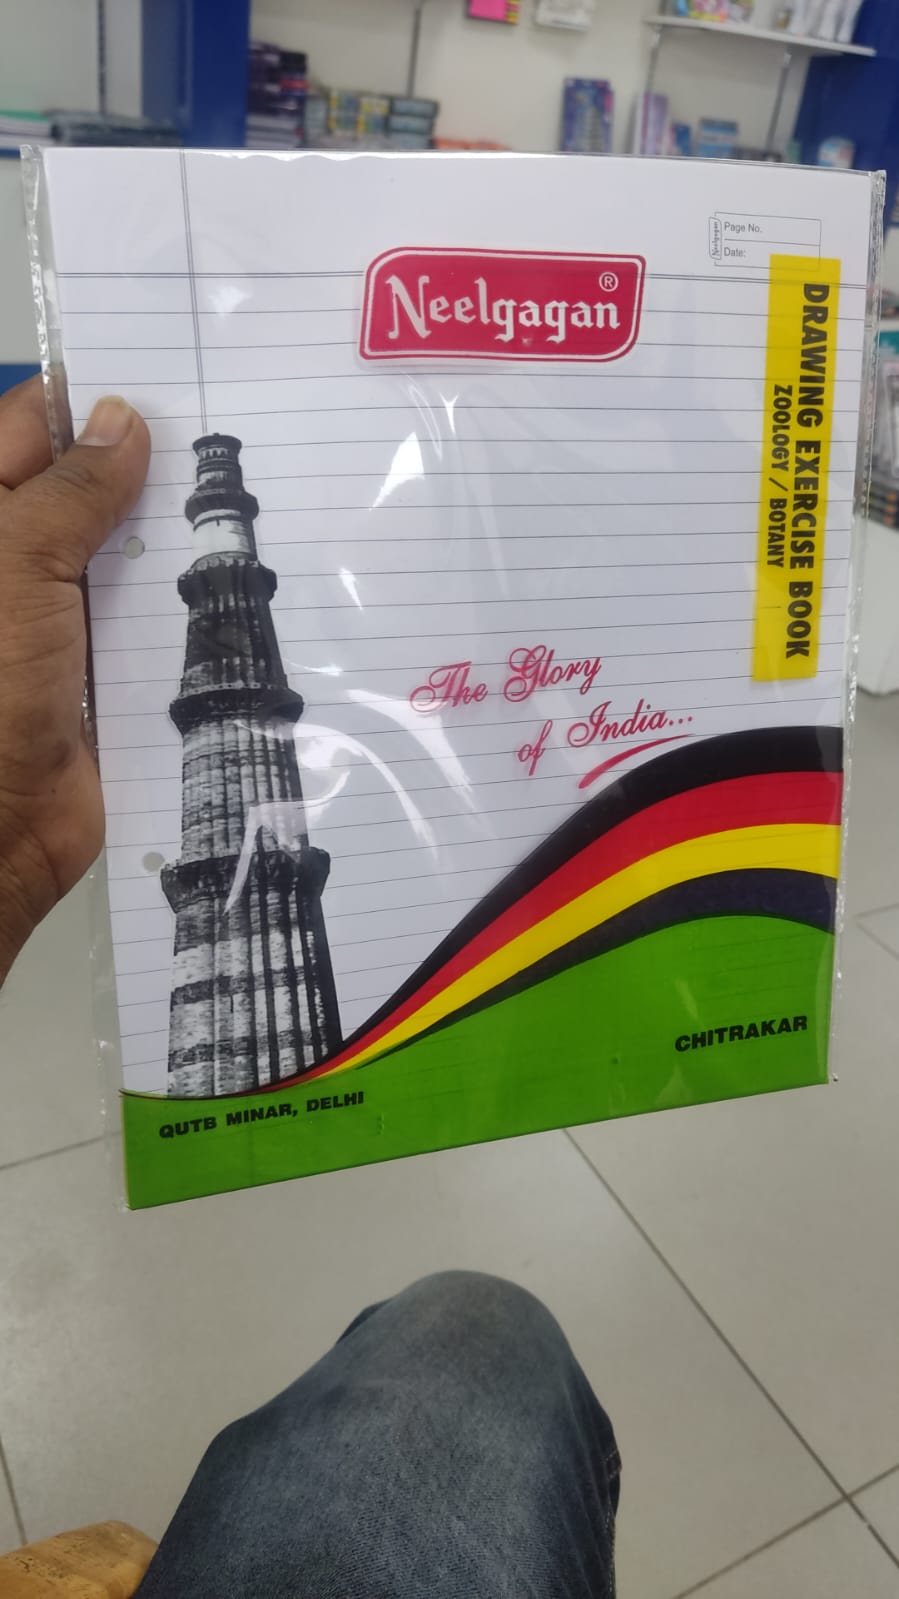 Page No.
Date:
Neelgagan®
DRAWING EXERCISE BOOK
ZOOLOGY / BOTANY
The Glory
of India...
CHITRAKAR
QUTB MINAR, DELHI